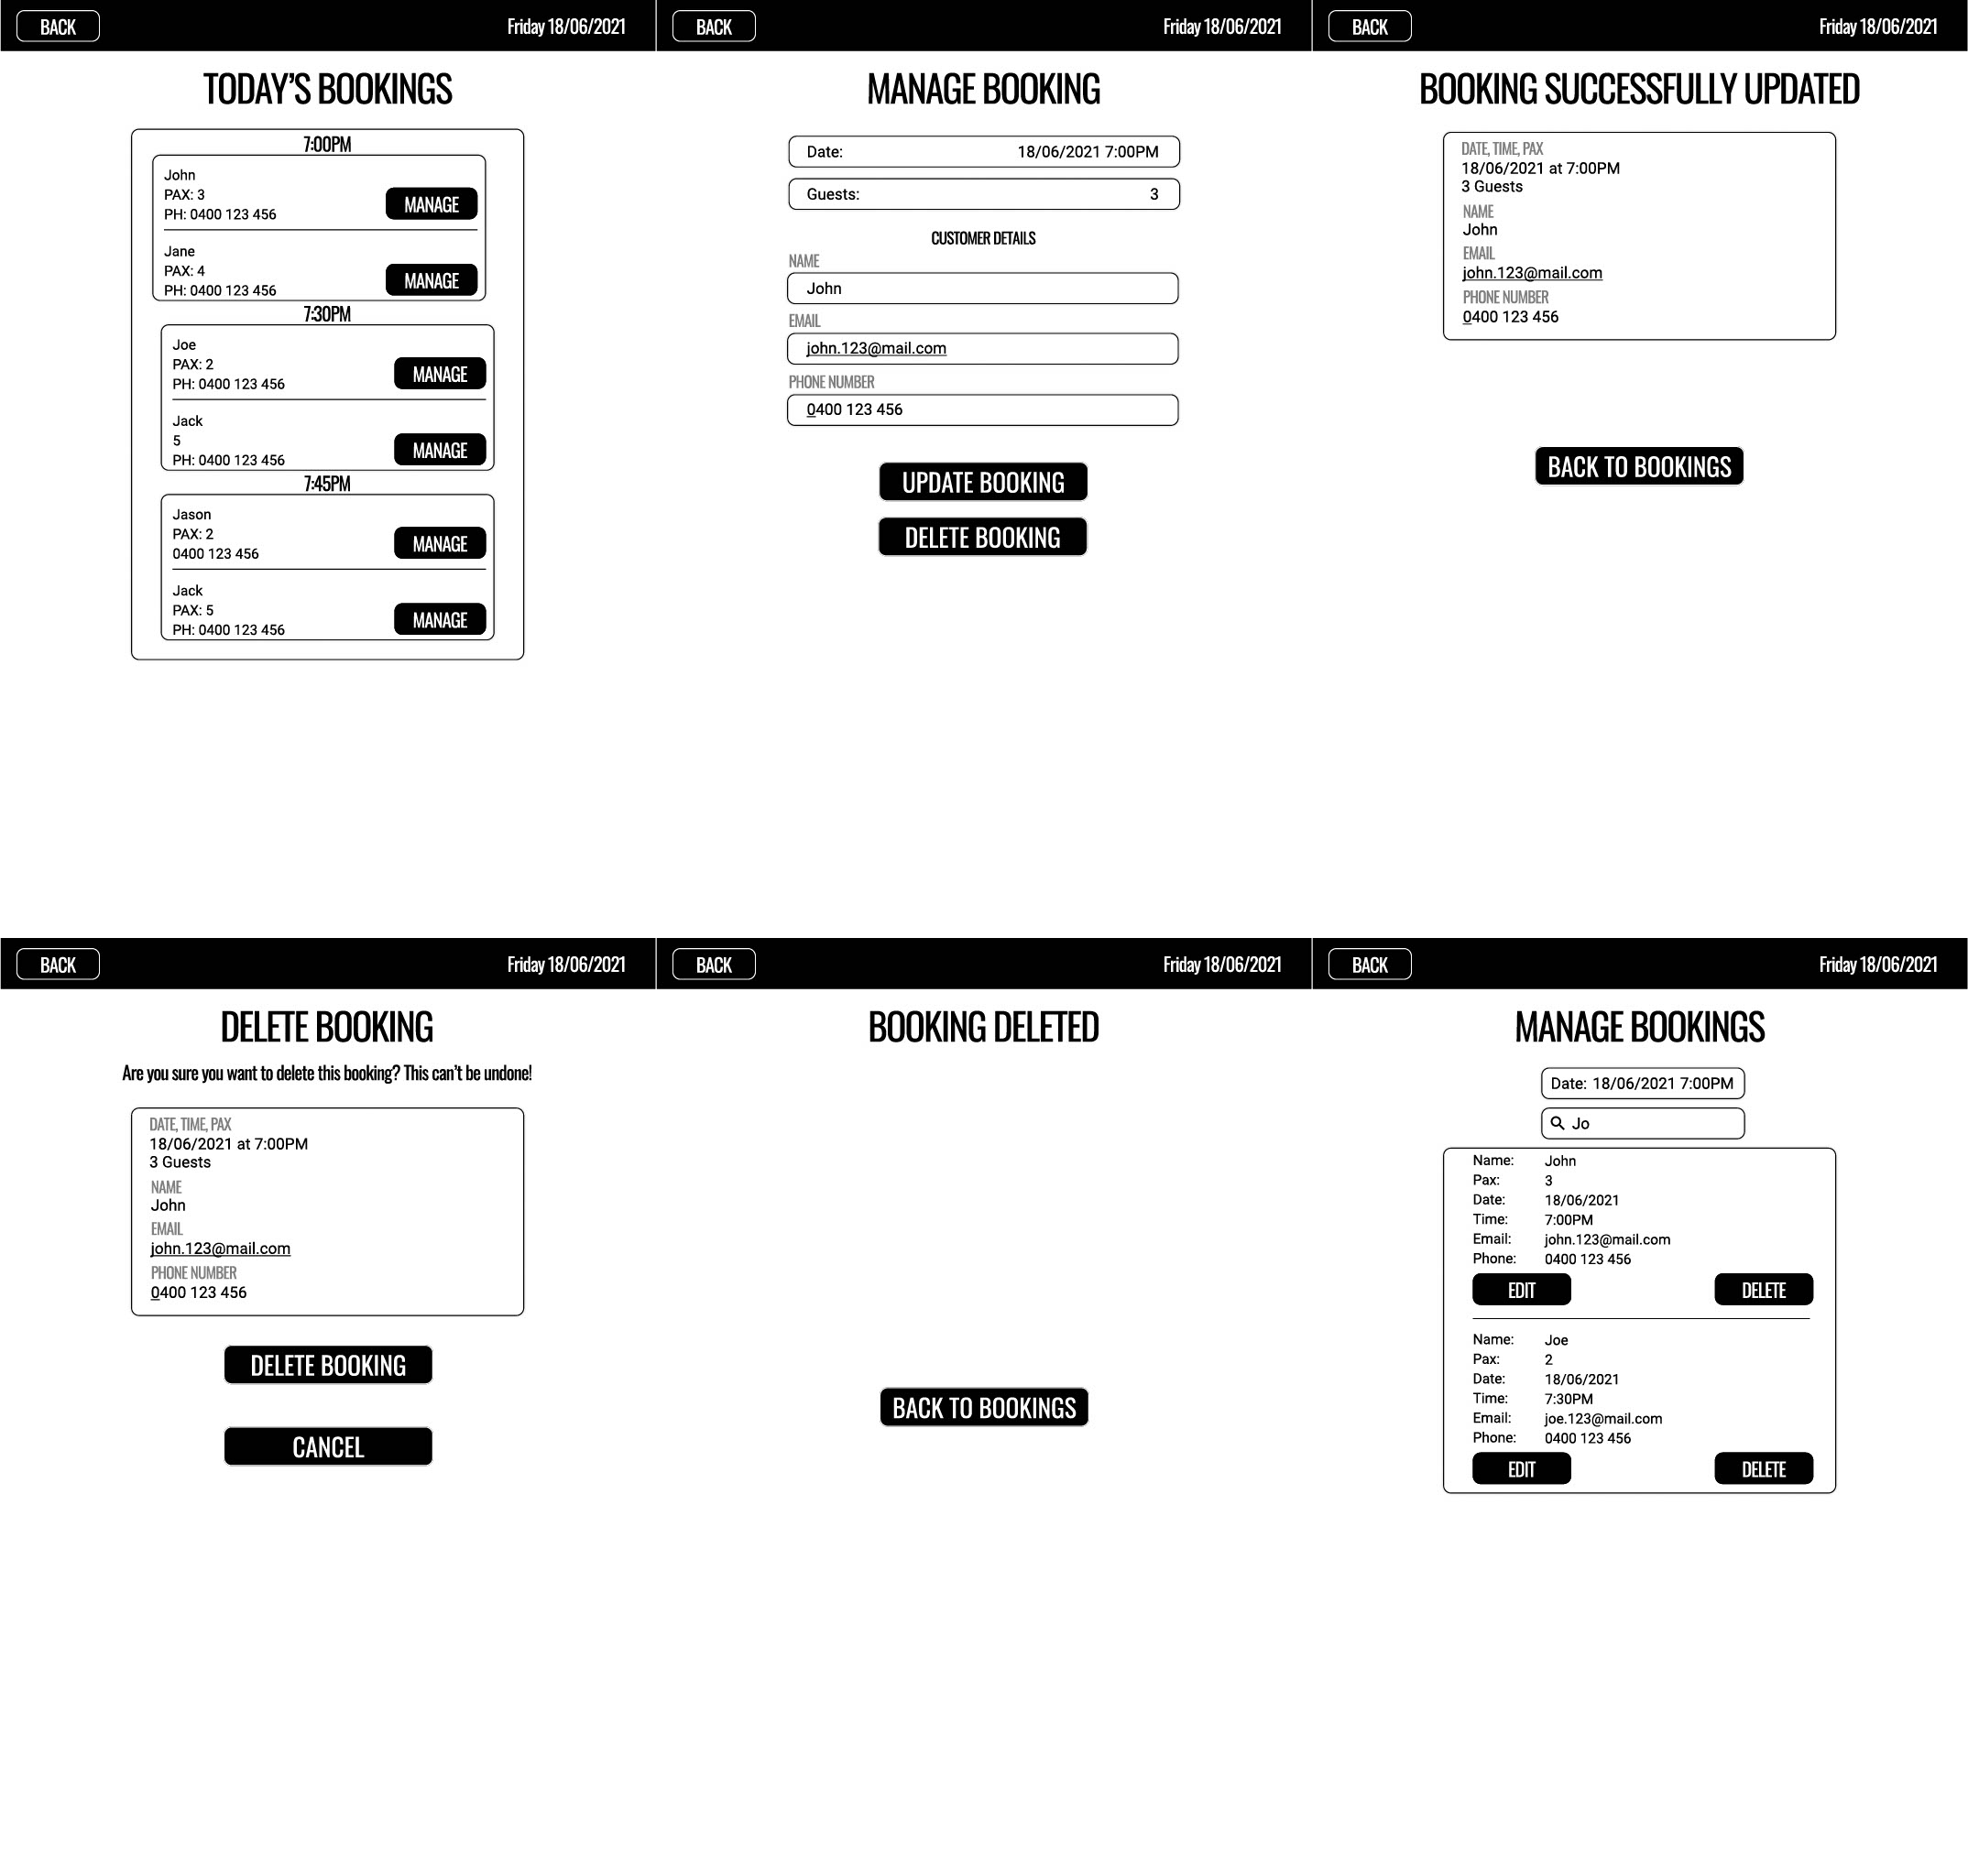 BACK
Friday 18/06/2021
TODAY'S BOOKINGS
7:00PM
John
PAX: 3
PH: 0400 123 456
MANAGE
Jane
PAX: 4
PH: 0400 123 456
MANAGE
7:30PM
Joe
PAX: 2
PH: 0400 123 456
MANAGE
Jack
5
PH: 0400 123 456
MANAGE
7:45PM
Jason
PAX: 2
0400 123 456
MANAGE
Jack
PAX: 5
PH: 0400 123 456
MANAGE
BACK
Friday 18/06/2021
MANAGE BOOKING
Date: 18/06/2021 7:00PM
Guests: 3
CUSTOMER DETAILS
NAME
John
EMAIL
john.123@mail.com
PHONE NUMBER
0400 123 456
UPDATE BOOKING
DELETE BOOKING
BACK
Friday 18/06/2021
BOOKING SUCCESSFULLY UPDATED
DATE, TIME, PAX
18/06/2021 at 7:00PM
3 Guests
NAME
John
EMAIL
john.123@mail.com
PHONE NUMBER
0400 123 456
BACK TO BOOKINGS
BACK
Friday 18/06/2021
DELETE BOOKING
Are you sure you want to delete this booking? This can't be undone!
DATE, TIME, PAX
18/06/2021 at 7:00PM
3 Guests
NAME
John
EMAIL
john.123@mail.com
PHONE NUMBER
0400 123 456
DELETE BOOKING
CANCEL
BACK
Friday 18/06/2021
BOOKING DELETED
BACK TO BOOKINGS
BACK
Friday 18/06/2021
MANAGE BOOKINGS
Date: 18/06/2021 7:00PM
Jo
Name: John
Pax: 3
Date: 18/06/2021
Time: 7:00PM
Email: john.123@mail.com
Phone: 0400 123 456
EDIT DELETE
Name: Joe
Pax: 2
Date: 18/06/2021
Time: 7:30PM
Email: joe.123@mail.com
Phone: 0400 123 456
EDIT DELETE